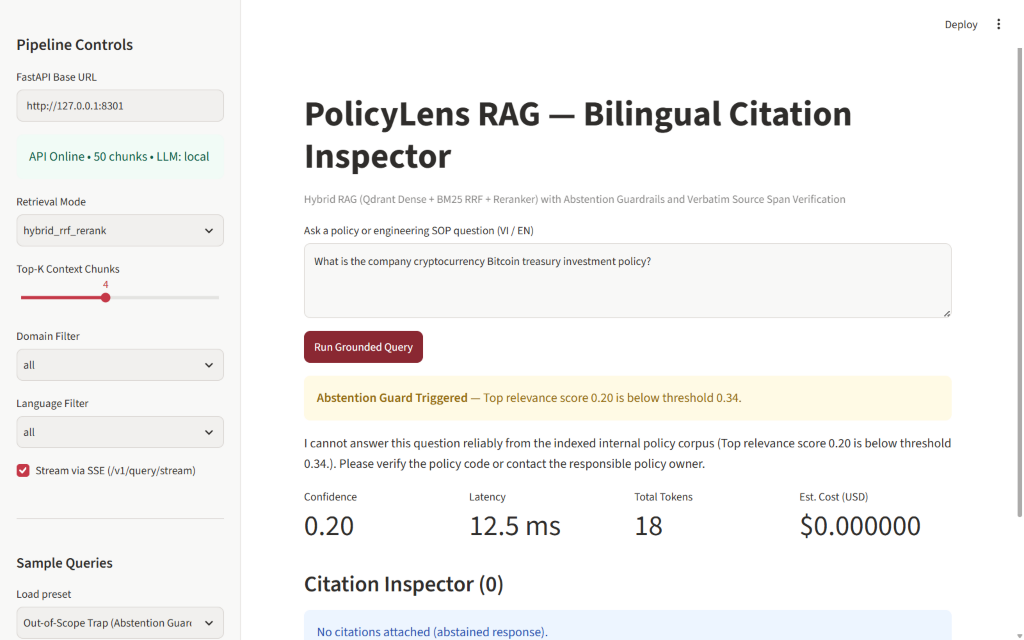 Deploy
Pipeline Controls
FastAPI Base URL
http://127.0.0.1:8301
API Online • 50 chunks • LLM: local
Retrieval Mode
hybrid_rrf_rerank
Top-K Context Chunks
4
Domain Filter
all
Language Filter
all
Stream via SSE (/v1/query/stream)
Sample Queries
Load preset
Out-of-Scope Trap (Abstention Guard
PolicyLens RAG — Bilingual Citation
Inspector
Hybrid RAG (Qdrant Dense + BM25 RRF + Reranker) with Abstention Guardrails and Verbatim Source Span Verification
Ask a policy or engineering SOP question (VI / EN)
What is the company cryptocurrency Bitcoin treasury investment policy?
Run Grounded Query
Abstention Guard Triggered — Top relevance score 0.20 is below threshold 0.34.
I cannot answer this question reliably from the indexed internal policy corpus (Top relevance score 0.20 is below threshold
0.34.). Please verify the policy code or contact the responsible policy owner.
Confidence
0.20
Latency
12.5 ms
Total Tokens
18
Est. Cost (USD)
$0.000000
Citation Inspector (0)
No citations attached (abstained response).